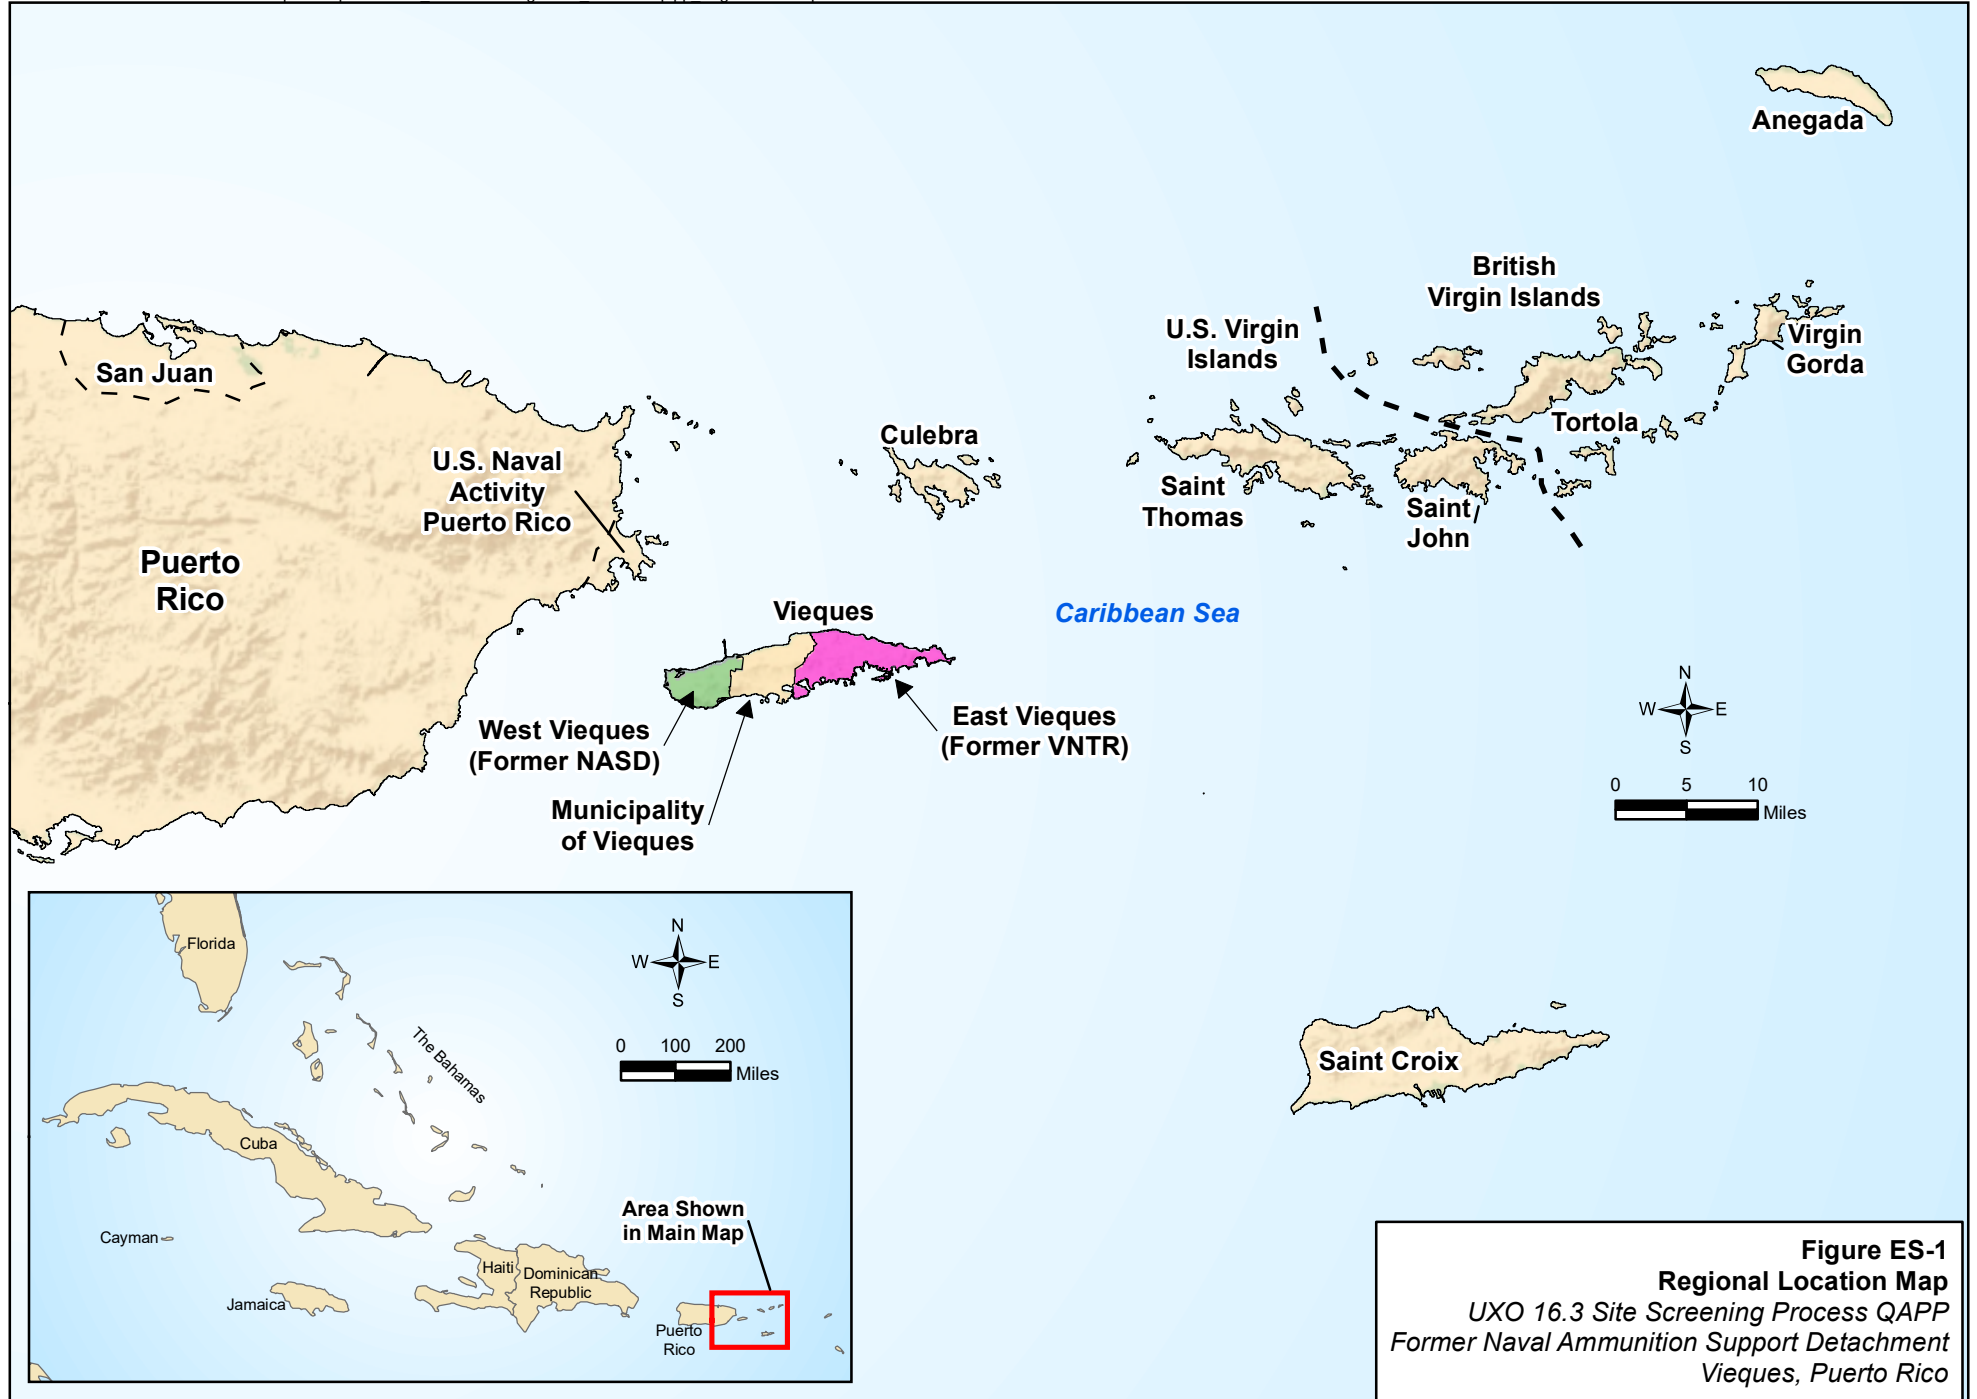 Anegada
British
Virgin Islands
U.S. Virgin
Islands
Virgin
Gorda
San Juan
Tortola
Culebra
U.S. Naval
Activity
Puerto Rico
Saint
Thomas
Saint
John
Puerto
Rico
Vieques
Caribbean Sea
West Vieques
(Former NASD)
East Vieques
(Former VNTR)
Municipality
of Vieques
N
W E
S
0 5 10
Miles
Saint Croix
Florida
N
W E
S
The Bahamas
0 100 200
Miles
Cuba
Cayman
Area Shown
in Main Map
Haiti
Dominican
Republic
Jamaica
Puerto
Rico
Figure ES-1
Regional Location Map
UXO 16.3 Site Screening Process QAPP
Former Naval Ammunition Support Detachment
Vieques, Puerto Rico